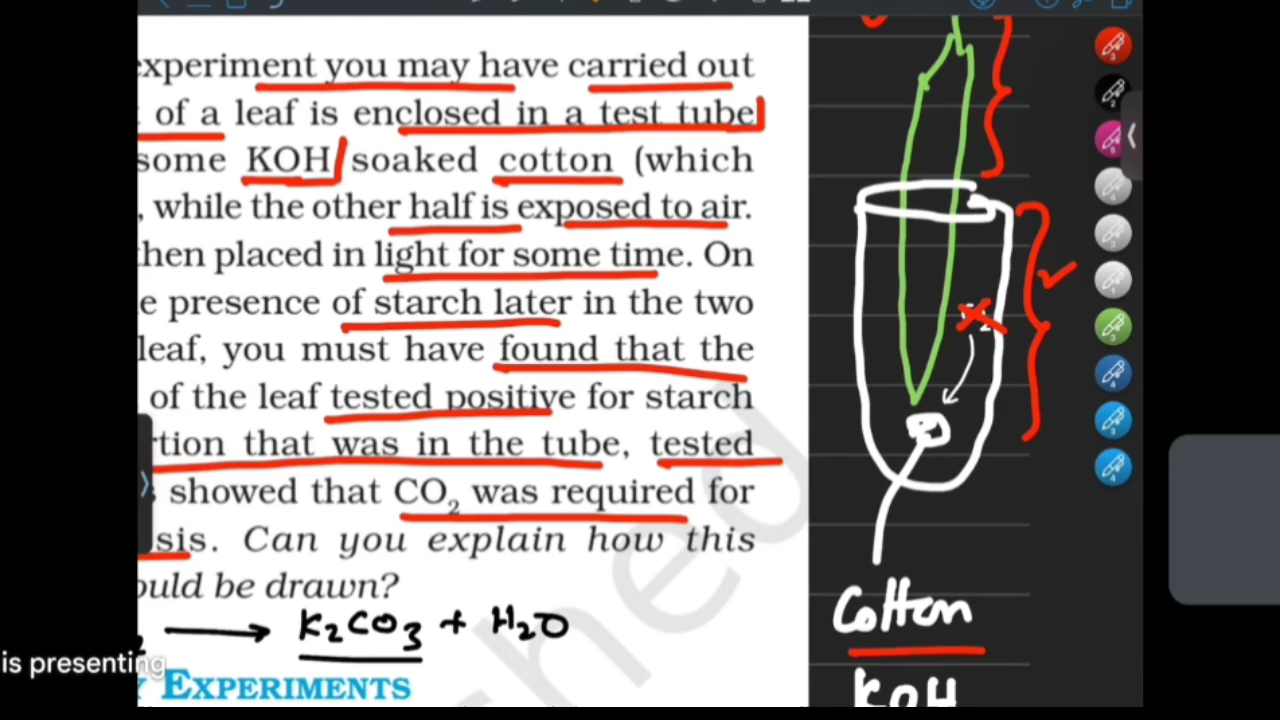 experiment you may have carried out
of a leaf is enclosed in a test tube
some KOH soaked cotton (which
, while the other half is exposed to air.
then placed in light for some time. On
presence of starch later in the two
leaf, you must have found that the
of the leaf tested positive for starch
that was in the tube, tested
showed that CO₂ was required for
. Can you explain how this
be drawn?
⟶ K₂CO₃ + H₂O
is presenting
EXPERIMENTS
Cotton
KOH